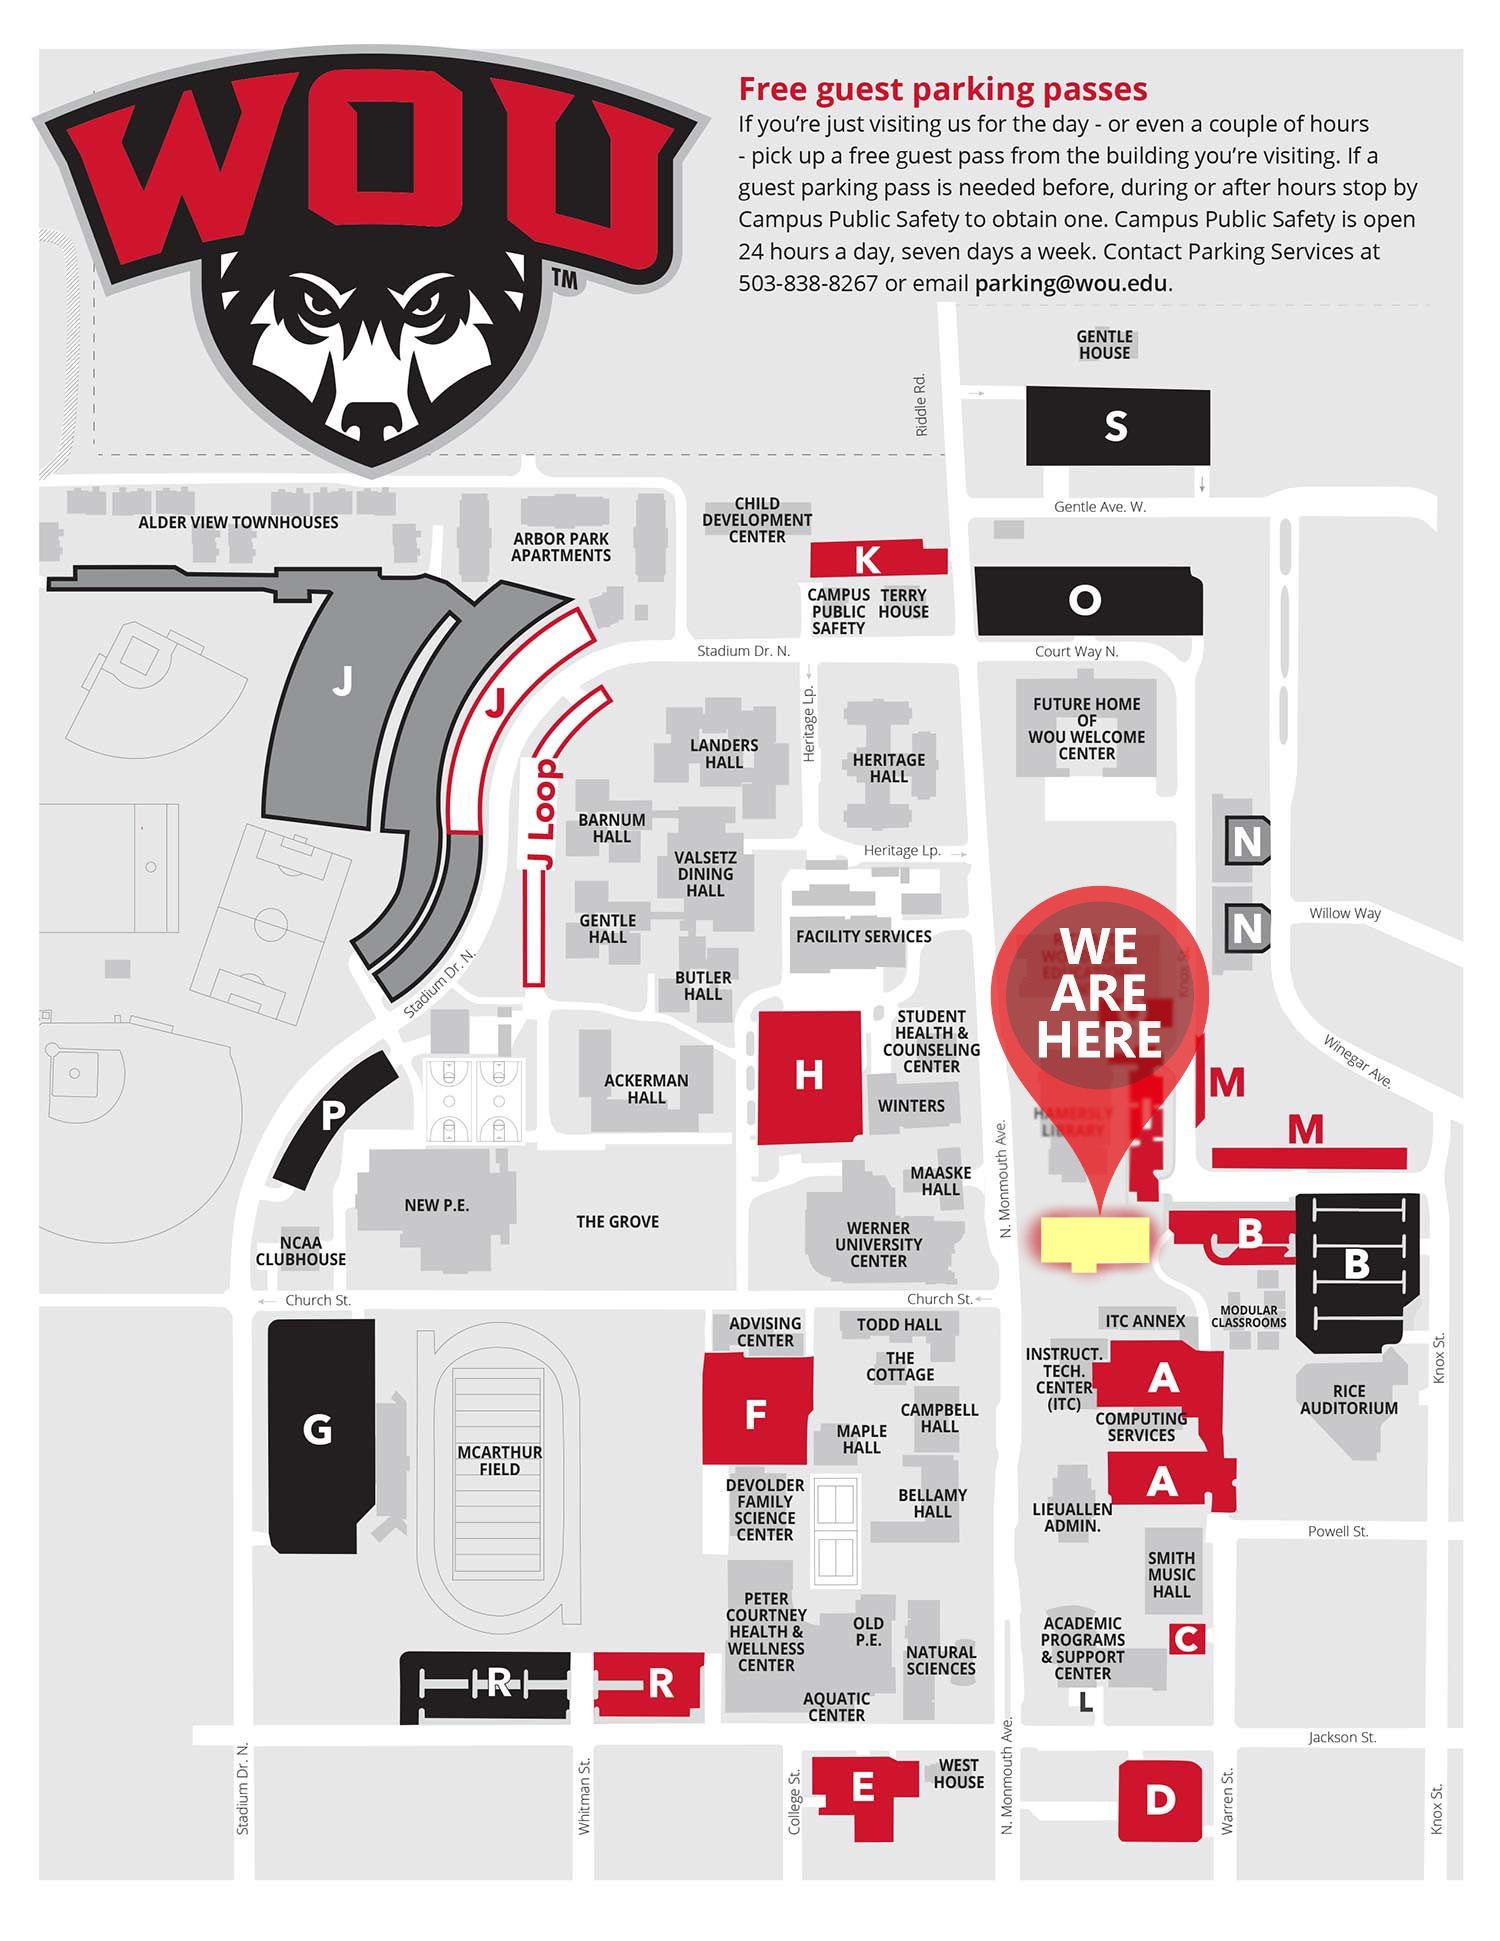 WOU
TM
Free guest parking passes
If you're just visiting us for the day - or even a couple of hours
- pick up a free guest pass from the building you're visiting. If a
guest parking pass is needed before, during or after hours stop by
Campus Public Safety to obtain one. Campus Public Safety is open
24 hours a day, seven days a week. Contact Parking Services at
503-838-8267 or email parking@wou.edu.
GENTLE
HOUSE
Riddle Rd.
S
Gentle Ave. W.
ALDER VIEW TOWNHOUSES
ARBOR PARK
APARTMENTS
CHILD
DEVELOPMENT
CENTER
K
CAMPUS
PUBLIC
SAFETY
TERRY
HOUSE
O
Stadium Dr. N.
Court Way N.
J
J
J Loop
Heritage Lp.
LANDERS
HALL
HERITAGE
HALL
FUTURE HOME
OF
WOU WELCOME
CENTER
BARNUM
HALL
VALSETZ
DINING
HALL
Heritage Lp.
N
N
Willow Way
GENTLE
HALL
FACILITY SERVICES
BUTLER
HALL
Stadium Dr. N.
WE
ARE
HERE
Knox St.
STUDENT
HEALTH &
COUNSELING
CENTER
Winegar Ave.
H
M
M
ACKERMAN
HALL
WINTERS
HAMERSLY
LIBRARY
P
N. Monmouth Ave.
MAASKE
HALL
NEW P.E.
THE GROVE
WERNER
UNIVERSITY
CENTER
B
B
NCAA
CLUBHOUSE
Church St.
Church St.
ITC ANNEX
MODULAR
CLASSROOMS
ADVISING
CENTER
TODD HALL
THE
COTTAGE
INSTRUCT.
TECH.
CENTER
(ITC)
A
COMPUTING
SERVICES
RICE
AUDITORIUM
Knox St.
G
F
CAMPBELL
HALL
MAPLE
HALL
MCARTHUR
FIELD
A
DEVOLDER
FAMILY
SCIENCE
CENTER
BELLAMY
HALL
LIEUALLEN
ADMIN.
Powell St.
SMITH
MUSIC
HALL
PETER
COURTNEY
HEALTH &
WELLNESS
CENTER
OLD
P.E.
NATURAL
SCIENCES
ACADEMIC
PROGRAMS
& SUPPORT
CENTER
C
R
R
AQUATIC
CENTER
L
Jackson St.
Stadium Dr. N.
Whitman St.
College St.
E
WEST
HOUSE
N. Monmouth Ave.
D
Warren St.
Knox St.